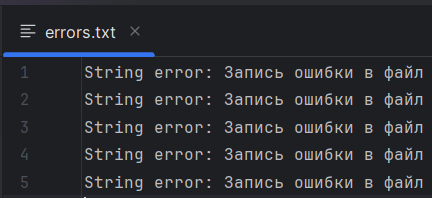 errors.txt
1 String error: Запись ошибки в файл
2 String error: Запись ошибки в файл
3 String error: Запись ошибки в файл
4 String error: Запись ошибки в файл
5 String error: Запись ошибки в файл